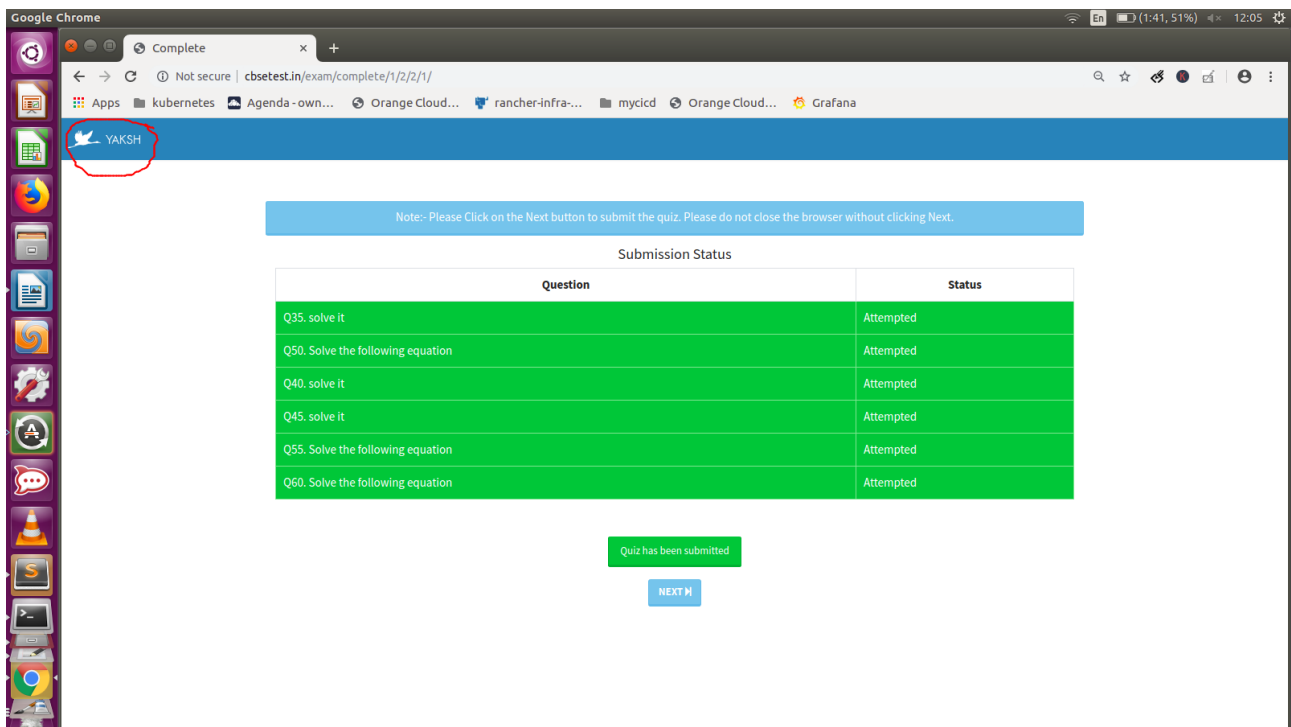 Google Chrome En (1:41, 51%) 12:05
Complete
Not secure | cbsetest.in/exam/complete/1/2/2/1/
Apps kubernetes Agenda - own... Orange Cloud... rancher-infra-... mycicd Orange Cloud... Grafana
YAKSH
Note:- Please Click on the Next button to submit the quiz. Please do not close the browser without clicking Next.
Submission Status
Question Status
Q35. solve it Attempted
Q50. Solve the following equation Attempted
Q40. solve it Attempted
Q45. solve it Attempted
Q55. Solve the following equation Attempted
Q60. Solve the following equation Attempted
Quiz has been submitted
NEXT